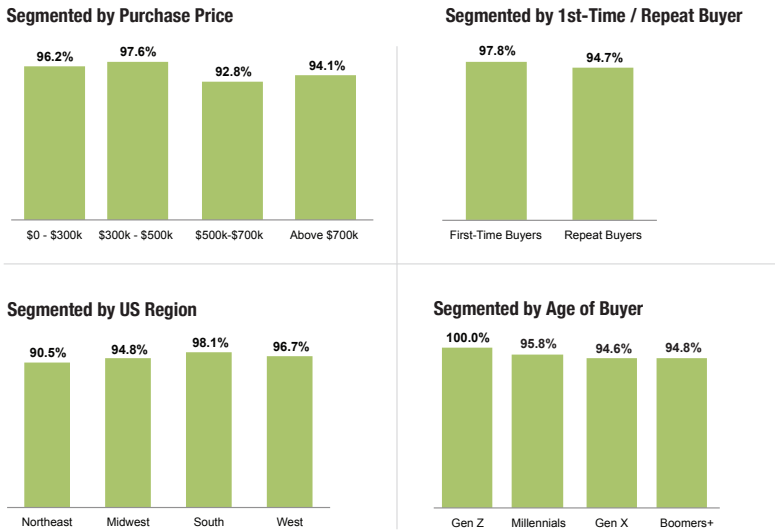 Segmented by Purchase Price
96.2%
97.6%
92.8%
94.1%
$0 - $300k
$300k - $500k
$500k-$700k
Above $700k
Segmented by 1st-Time / Repeat Buyer
97.8%
94.7%
First-Time Buyers
Repeat Buyers
Segmented by US Region
90.5%
94.8%
98.1%
96.7%
Northeast
Midwest
South
West
Segmented by Age of Buyer
100.0%
95.8%
94.6%
94.8%
Gen Z
Millennials
Gen X
Boomers+